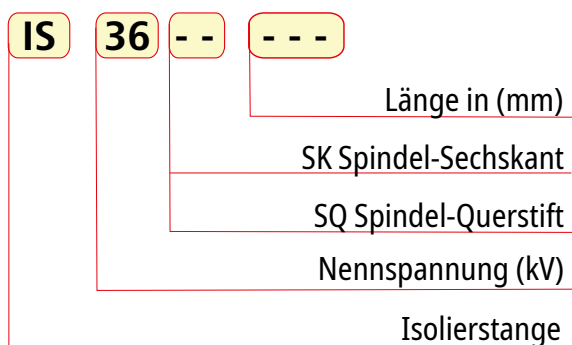 IS 36 - - - - -
Länge in (mm)
SK Spindel-Sechskant
SQ Spindel-Querstift
Nennspannung (kV)
Isolierstange